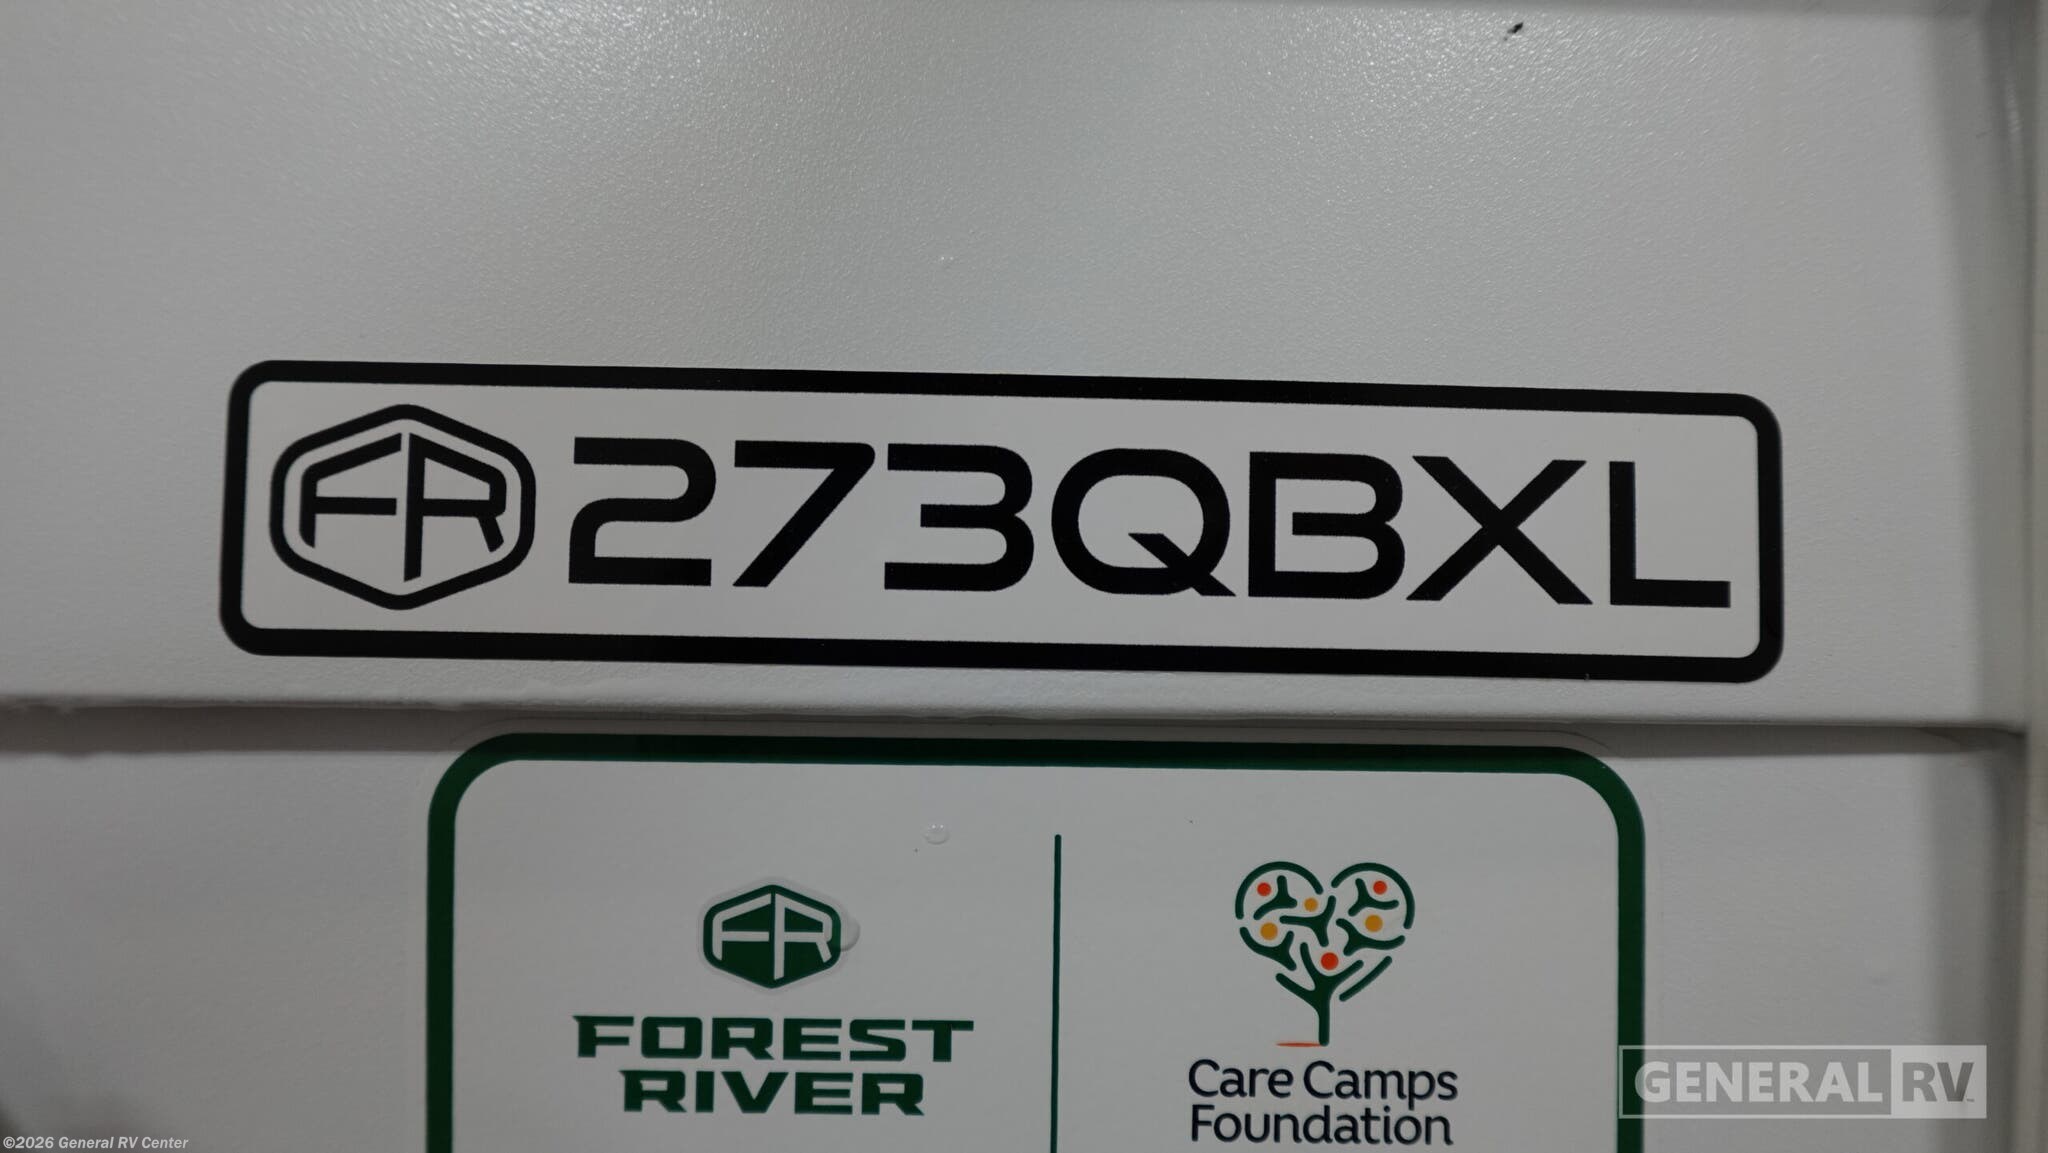 FR 273QBXL
FR
FOREST
RIVER
Care Camps
Foundation
GENERAL RV
©2026 General RV Center